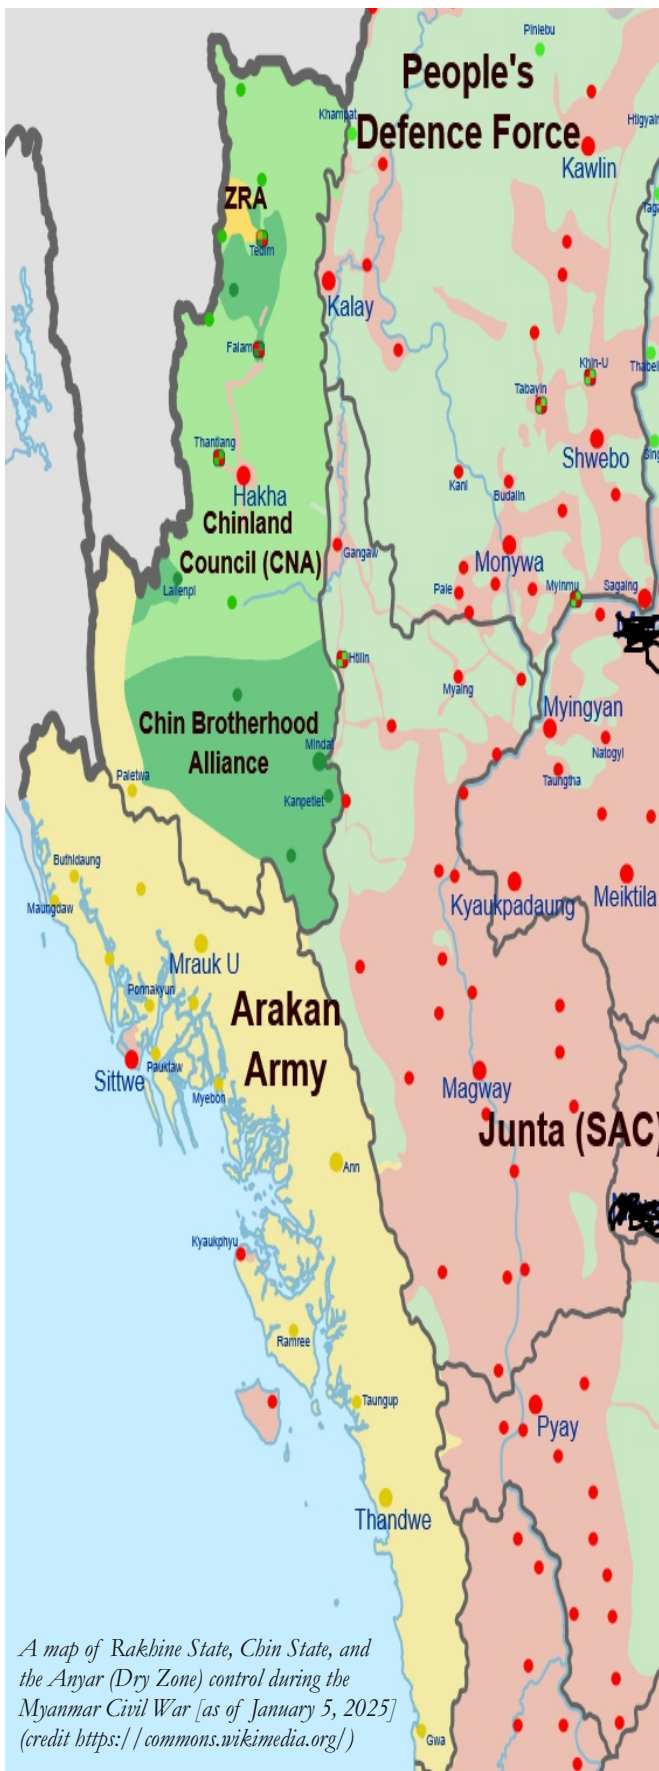 Pinlebu
People's
Defence Force
Khampat
Kawlin
ZRA
Tedim
Kalay
Falam
Khin-U
Tabayin
Thantlang
Shwebo
Hakha
Kani
Budalin
Chinland
Council (CNA)
Gangaw
Monywa
Lailenpi
Pale
Myinmu
Sagaing
Htilin
Myaing
Chin Brotherhood
Alliance
Mindat
Myingyan
Natogyi
Taungtha
Paletwa
Kanpetlet
Buthidaung
Maungdaw
Kyaukpadaung
Meiktila
Mrauk U
Ponnakyun
Arakan
Army
Sittwe
Pauktaw
Myebon
Magway
Junta (SAC)
Ann
Kyaukphyu
Ramree
Taungup
Pyay
Thandwe
A map of Rakhine State, Chin State, and
the Anyar (Dry Zone) control during the
Myanmar Civil War [as of January 5, 2025]
(credit https://commons.wikimedia.org/)
Gwa